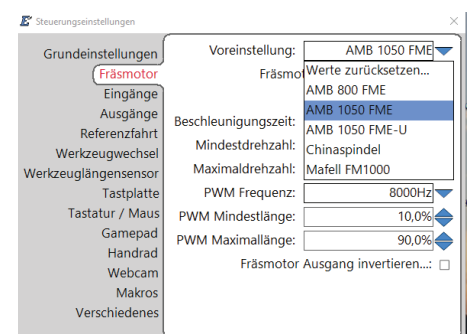 Steuerungseinstellungen
Grundeinstellungen
Fräsmotor
Eingänge
Ausgänge
Referenzfahrt
Werkzeugwechsel
Werkzeuglängensensor
Tastplatte
Tastatur / Maus
Gamepad
Handrad
Webcam
Makros
Verschiedenes
Voreinstellung: AMB 1050 FME
Werte zurücksetzen...
AMB 800 FME
AMB 1050 FME
AMB 1050 FME-U
Chinaspindel
Mafell FM1000
Beschleunigungszeit:
Mindestdrehzahl:
Maximaldrehzahl:
PWM Frequenz: 8000Hz
PWM Mindestlänge: 10,0%
PWM Maximallänge: 90,0%
Fräsmotor Ausgang invertieren...: